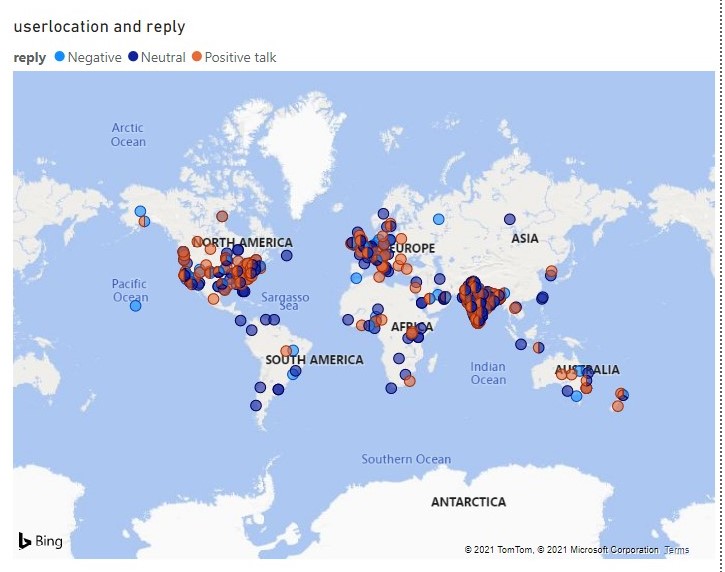 userlocation and reply
reply Negative Neutral Positive talk
Arctic
Ocean
NORTH AMERICA
EUROPE
ASIA
Pacific
Ocean
Sargasso
Sea
AFRICA
SOUTH AMERICA
Indian
Ocean
AUSTRALIA
Southern Ocean
ANTARCTICA
Bing
© 2021 TomTom, © 2021 Microsoft Corporation Terms